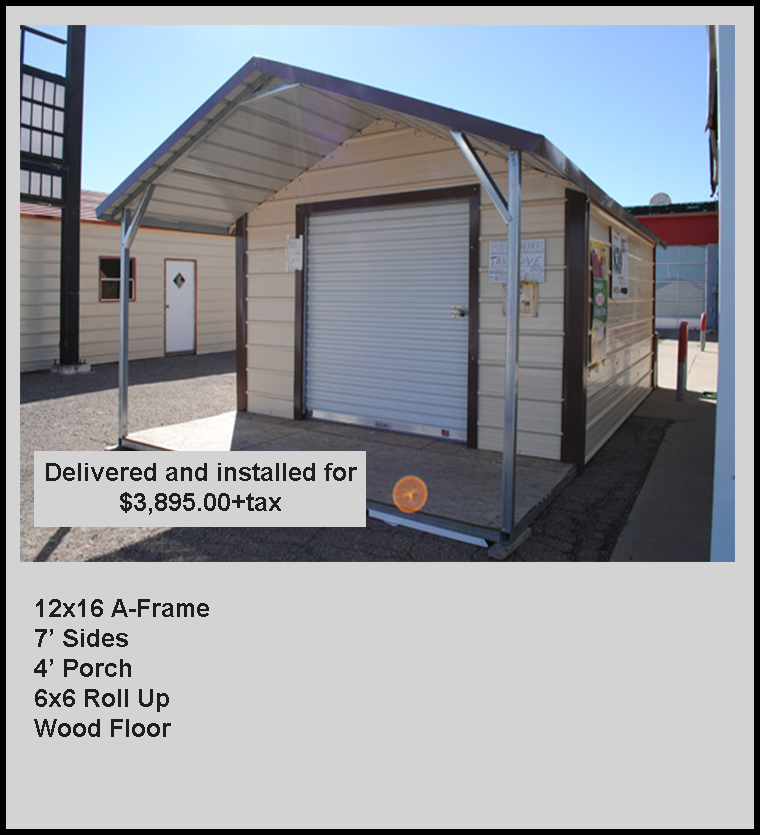 Delivered and installed for
$3,895.00+tax
12x16 A-Frame
7’ Sides
4’ Porch
6x6 Roll Up
Wood Floor